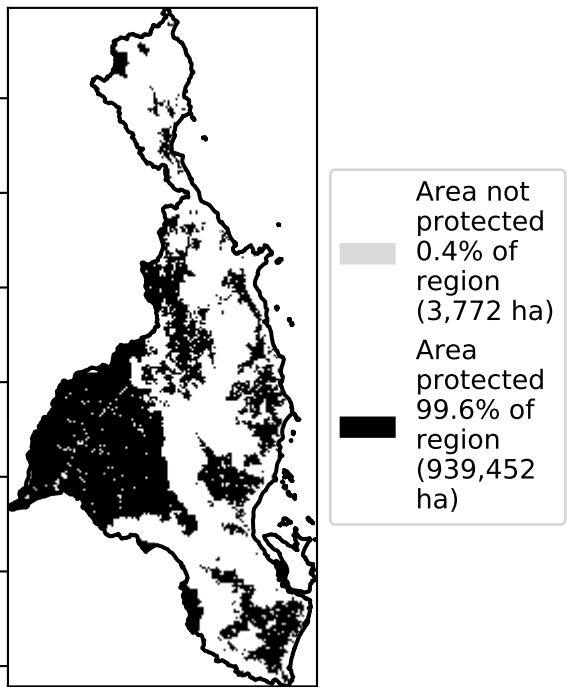 Area not
protected
0.4% of
region
(3,772 ha)
Area
protected
99.6% of
region
(939,452
ha)